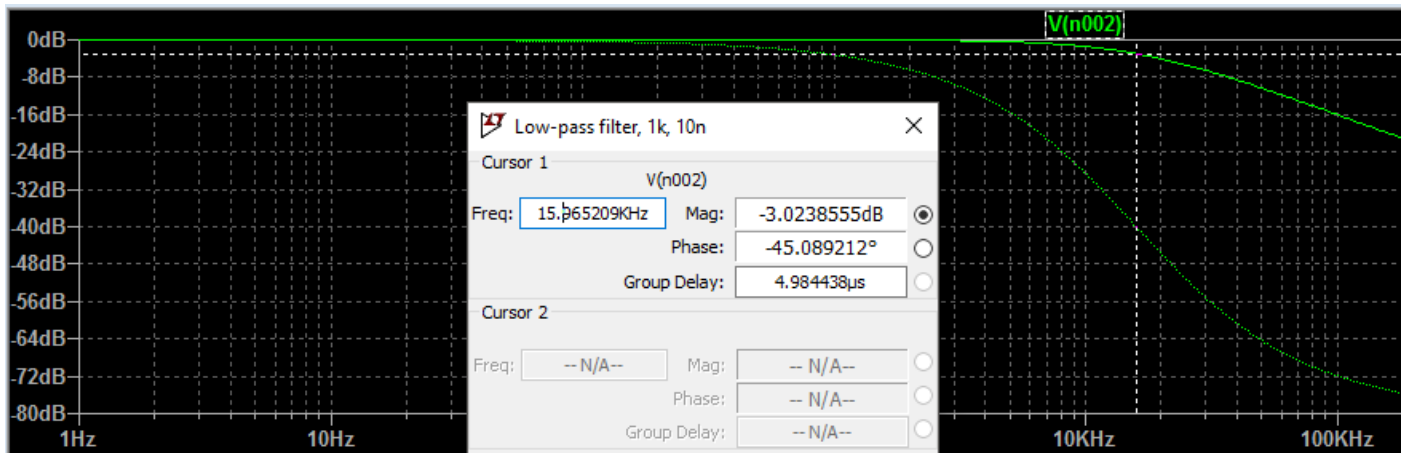 V(n002)
0dB
-8dB
-16dB
-24dB
-32dB
-40dB
-48dB
-56dB
-64dB
-72dB
-80dB
1Hz 10Hz 10KHz 100KHz
Low-pass filter, 1k, 10n
Cursor 1
V(n002)
Freq: 15.965209KHz Mag: -3.0238555dB
Phase: -45.089212°
Group Delay: 4.984438µs
Cursor 2
Freq: -- N/A-- Mag: -- N/A--
Phase: -- N/A--
Group Delay: -- N/A--